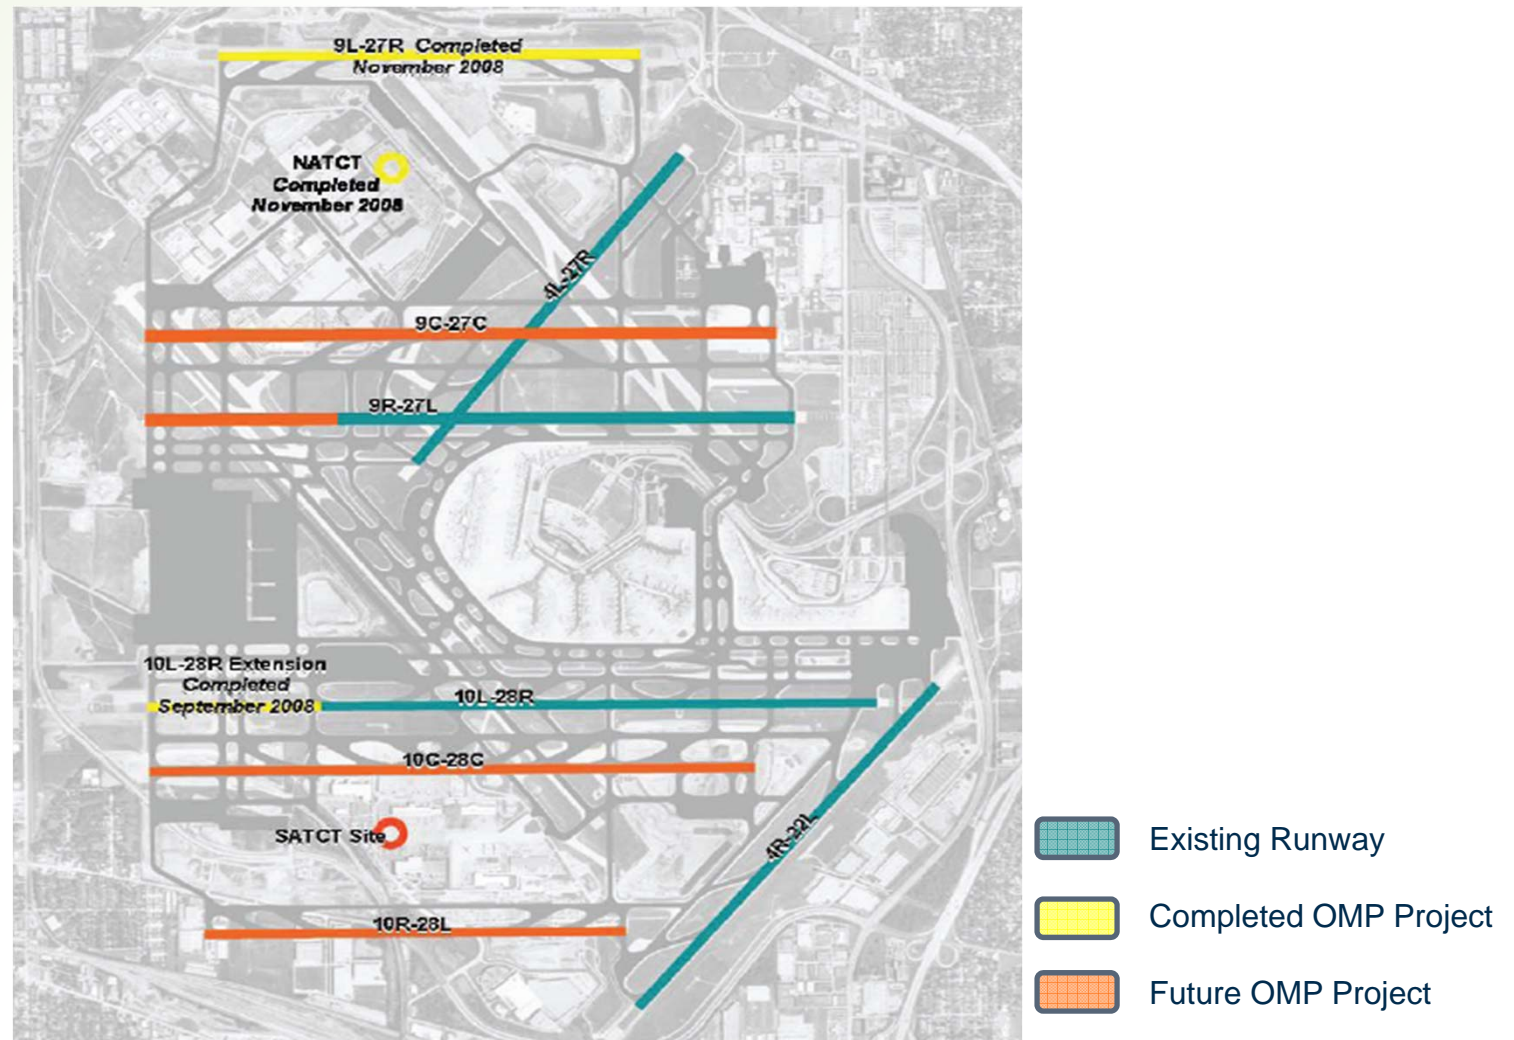 9L-27R Completed
November 2008
NATCT
Completed
November 2008
4L-27R
9C-27C
9R-27L
10L-28R Extension
Completed
September 2008
10L-28R
10C-28C
SATCT Site
4R-22L
10R-28L
Existing Runway
Completed OMP Project
Future OMP Project